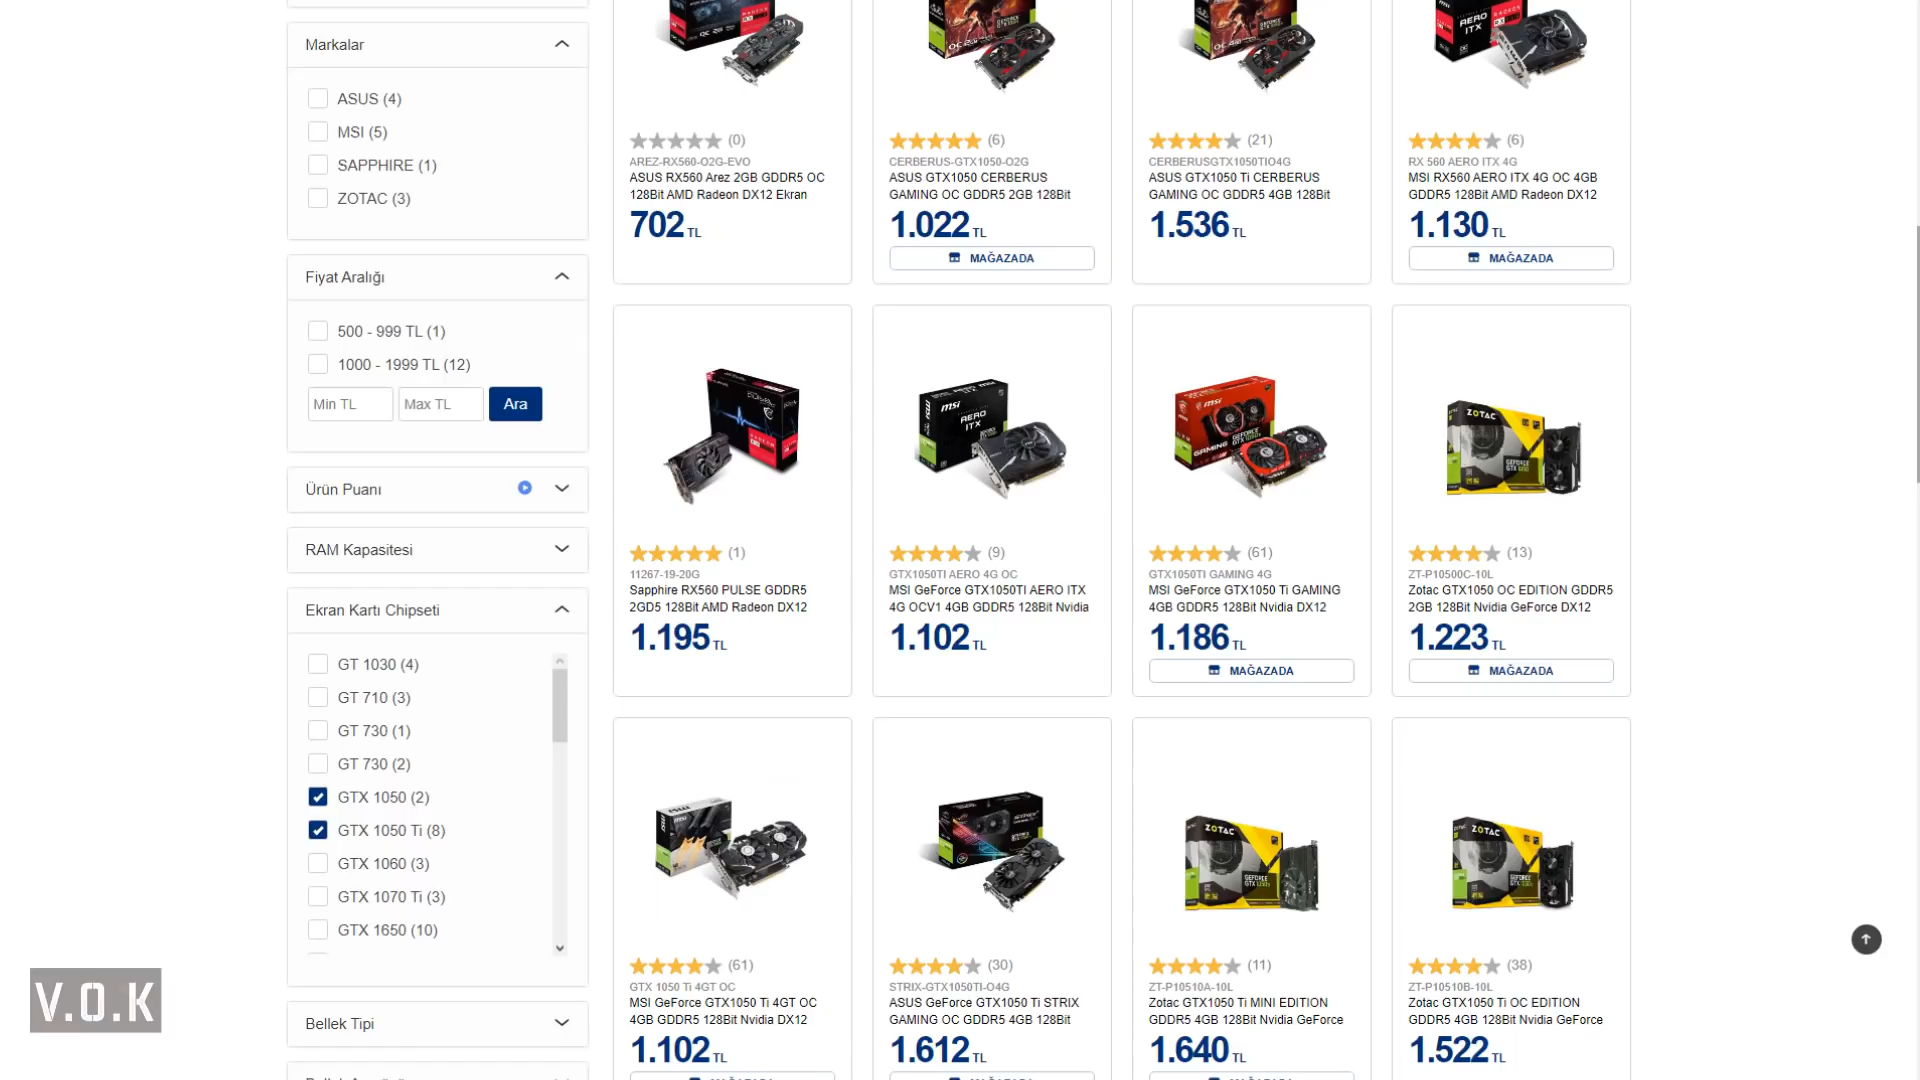 Markalar
ASUS (4)
MSI (5)
SAPPHIRE (1)
ZOTAC (3)
Fiyat Aralığı
500 - 999 TL (1)
1000 - 1999 TL (12)
Min TL
Max TL
Ara
Ürün Puanı
RAM Kapasitesi
Ekran Kartı Chipseti
GT 1030 (4)
GT 710 (3)
GT 730 (1)
GT 730 (2)
GTX 1050 (2)
GTX 1050 Ti (8)
GTX 1060 (3)
GTX 1070 Ti (3)
GTX 1650 (10)
Bellek Tipi
V.O.K
(0)
AREZ-RX560-O2G-EVO
ASUS RX560 Arez 2GB GDDR5 OC
128Bit AMD Radeon DX12 Ekran
702 TL
(6)
CERBERUS-GTX1050-O2G
ASUS GTX1050 CERBERUS
GAMING OC GDDR5 2GB 128Bit
1.022 TL
MAĞAZADA
(21)
CERBERUSGTX1050TIO4G
ASUS GTX1050 Ti CERBERUS
GAMING OC GDDR5 4GB 128Bit
1.536 TL
AERO
ITX
(6)
RX 560 AERO ITX 4G
MSI RX560 AERO ITX 4G OC 4GB
GDDR5 128Bit AMD Radeon DX12
1.130 TL
MAĞAZADA
(1)
11267-19-20G
Sapphire RX560 PULSE GDDR5
2GD5 128Bit AMD Radeon DX12
1.195 TL
msi
AERO
ITX
(9)
GTX1050TI AERO 4G OC
MSI GeForce GTX1050TI AERO ITX
4G OCV1 4GB GDDR5 128Bit Nvidia
1.102 TL
msi
GAMING
(61)
GTX1050TI GAMING 4G
MSI GeForce GTX1050 Ti GAMING
4GB GDDR5 128Bit Nvidia DX12
1.186 TL
MAĞAZADA
ZOTAC
(13)
ZT-P10500C-10L
Zotac GTX1050 OC EDITION GDDR5
2GB 128Bit Nvidia GeForce DX12
1.223 TL
MAĞAZADA
(61)
GTX 1050 Ti 4GT OC
MSI GeForce GTX1050 Ti 4GT OC
4GB GDDR5 128Bit Nvidia DX12
1.102 TL
(30)
STRIX-GTX1050TI-O4G
ASUS GeForce GTX1050 Ti STRIX
GAMING OC GDDR5 4GB 128Bit
1.612 TL
ZOTAC
(11)
ZT-P10510A-10L
Zotac GTX1050 Ti MINI EDITION
GDDR5 4GB 128Bit Nvidia GeForce
1.640 TL
ZOTAC
(38)
ZT-P10510B-10L
Zotac GTX1050 Ti OC EDITION
GDDR5 4GB 128Bit Nvidia GeForce
1.522 TL